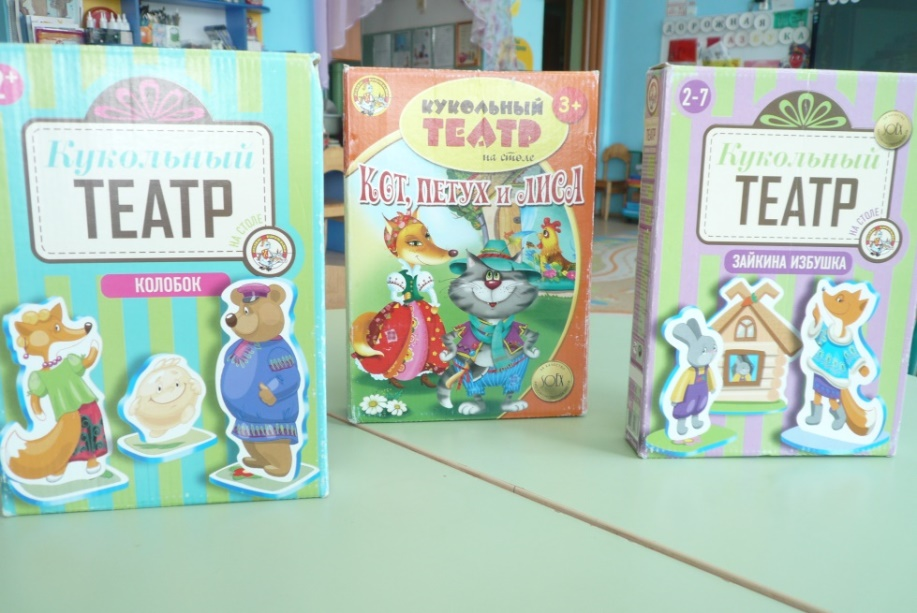 2+
Кукольный
ТЕАТР
НА СТОЛЕ
КОЛОБОК
КУКОЛЬНЫЙ
ТЕАТР
на столе
3+
КОТ, ПЕТУХ И ЛИСА
2-7
Кукольный
ТЕАТР
НА СТОЛЕ
ЗАЙКИНА ИЗБУШКА
ДОРОЖНАЯ